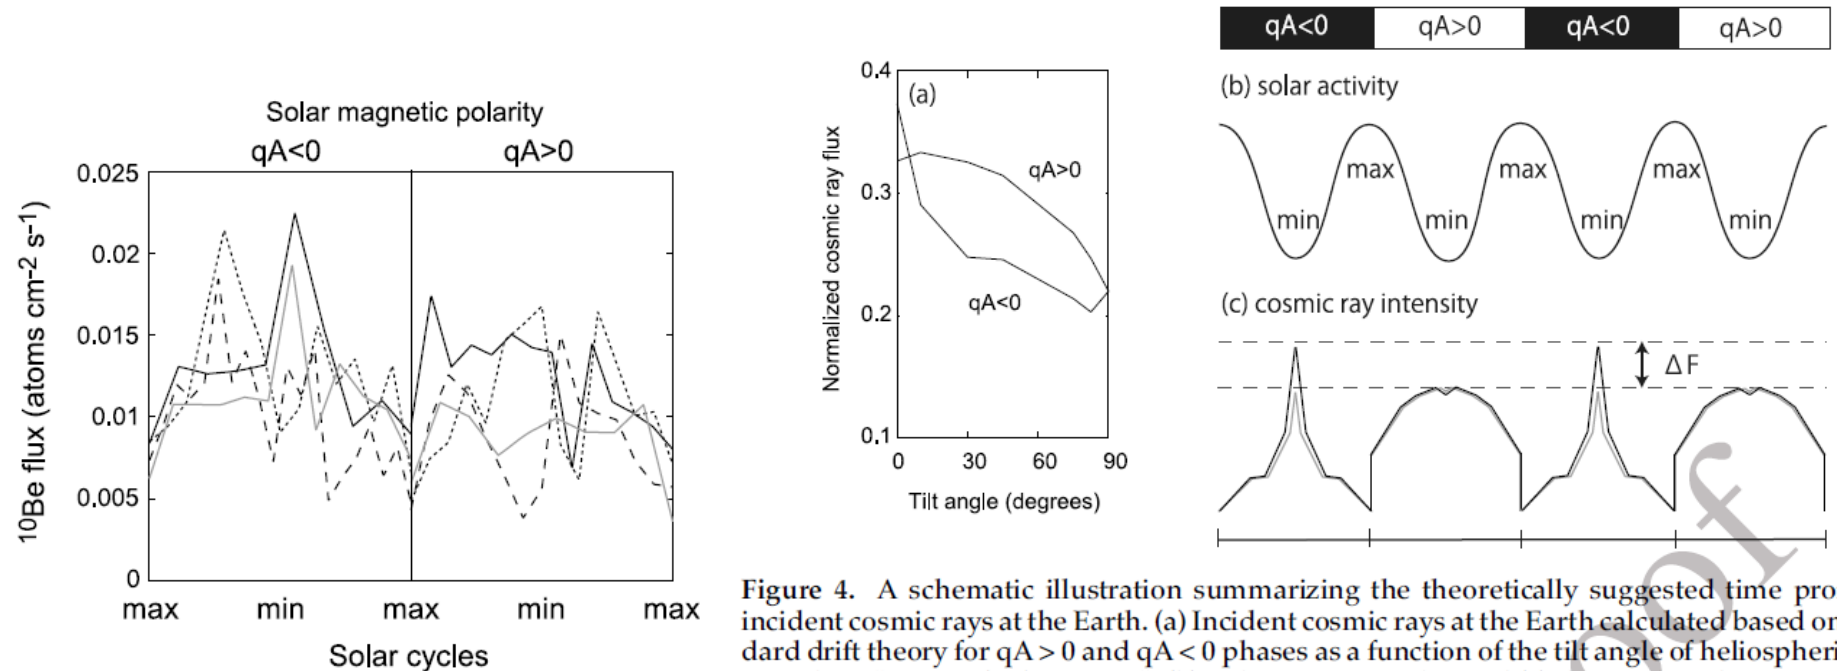 Solar magnetic polarity
qA<0 qA>0
0.025
0.02
0.015
0.010
0.005
0
10Be flux (atoms cm-2 s-1)
max min max min max
Solar cycles
(a)
0.4
0.3
0.2
0.1
Normalized cosmic ray flux
qA>0
qA<0
0 30 60 90
Tilt angle (degrees)
qA<0 qA>0 qA<0 qA>0
(b) solar activity
max max max
min min min min
(c) cosmic ray intensity
ΔF
Figure 4. A schematic illustration summarizing the theoretically suggested time pro
incident cosmic rays at the Earth. (a) Incident cosmic rays at the Earth calculated based on
dard drift theory for qA > 0 and qA < 0 phases as a function of the tilt angle of heliospheri
oof